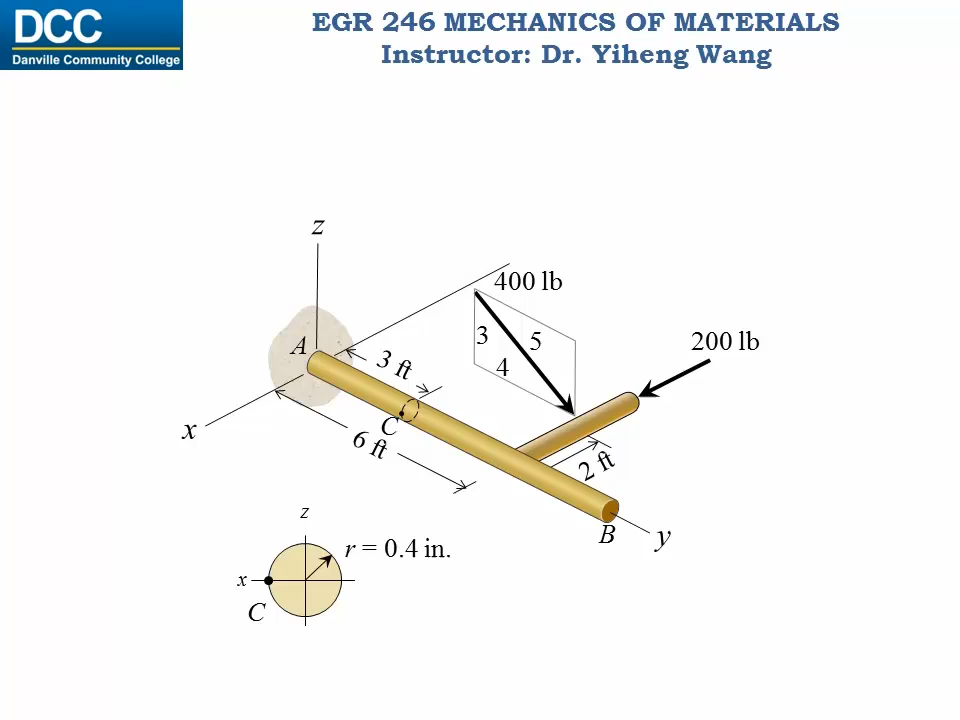 DCC
Danville Community College
EGR 246 MECHANICS OF MATERIALS
Instructor: Dr. Yiheng Wang
z
400 lb
3
5
4
200 lb
A
3 ft
x
C
6 ft
2 ft
B
y
z
r = 0.4 in.
x
C